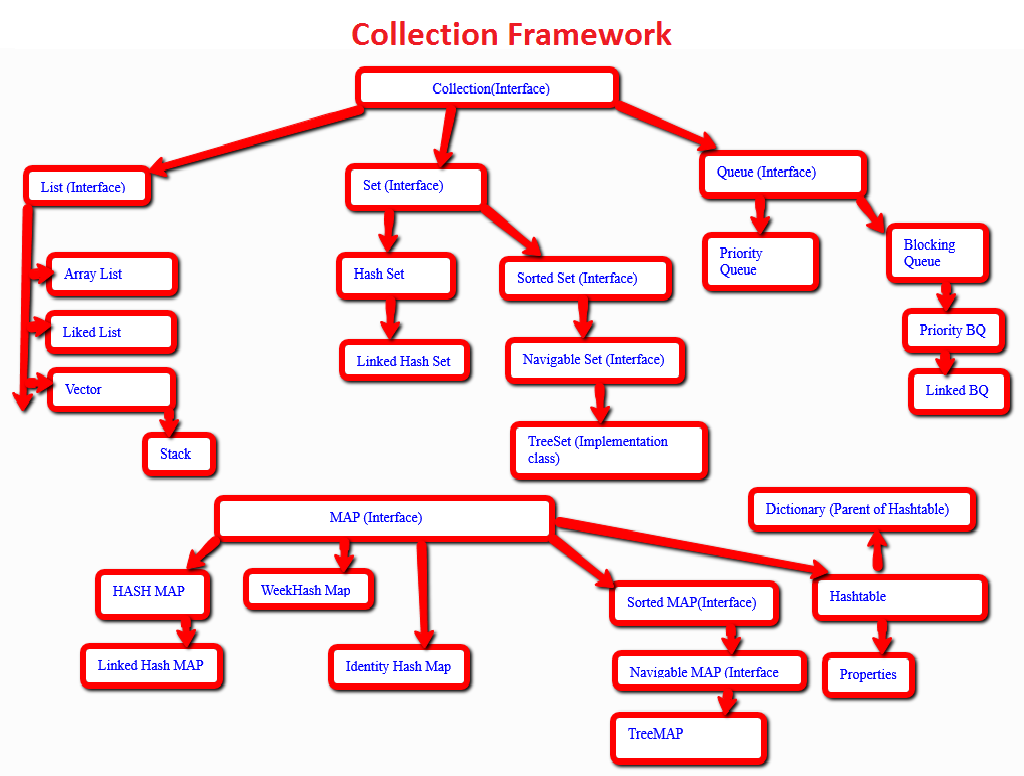 Collection Framework
Collection(Interface)
List (Interface)
Set (Interface)
Queue (Interface)
Array List
Liked List
Vector
Stack
Hash Set
Linked Hash Set
Sorted Set (Interface)
Navigable Set (Interface)
TreeSet (Implementation
class)
Priority
Queue
Blocking
Queue
Priority BQ
Linked BQ
MAP (Interface)
HASH MAP
Linked Hash MAP
WeekHash Map
Identity Hash Map
Sorted MAP(Interface)
Navigable MAP (Interface
TreeMAP
Dictionary (Parent of Hashtable)
Hashtable
Properties